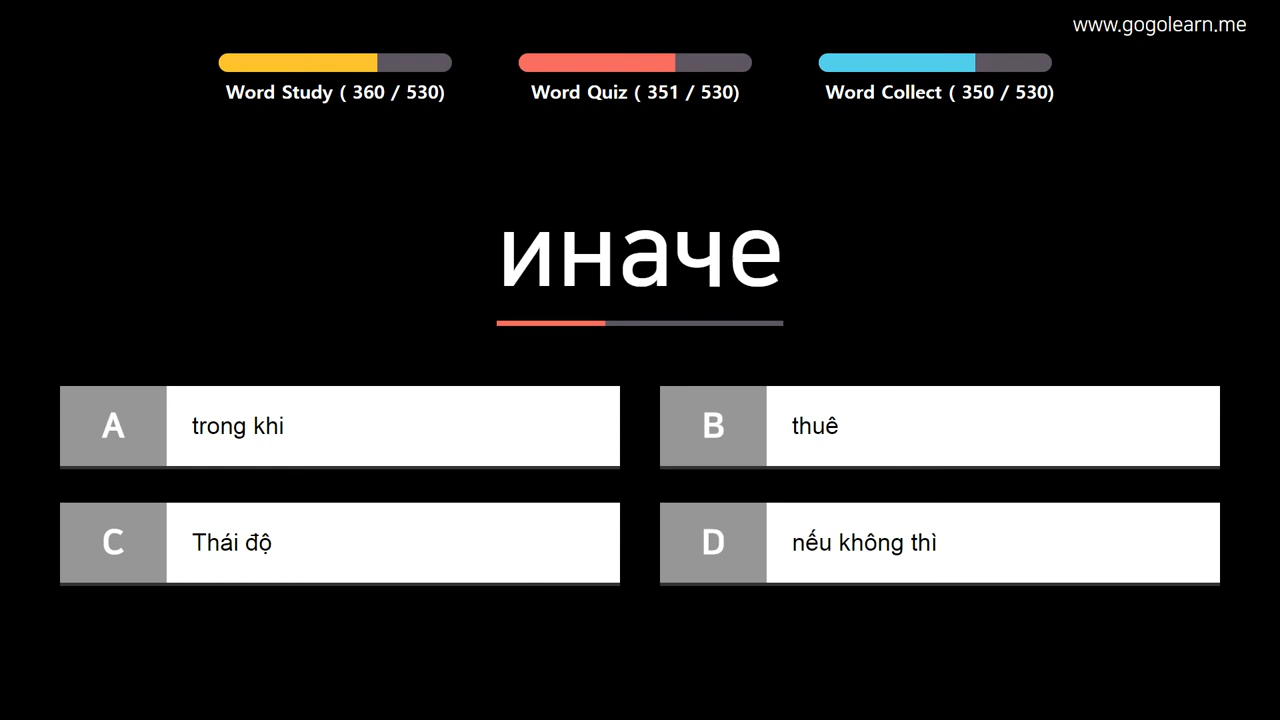 www.gogolearn.me
Word Study ( 360 / 530)
Word Quiz ( 351 / 530)
Word Collect ( 350 / 530)
иначе
A
trong khi
B
thuê
C
Thái độ
D
nếu không thì